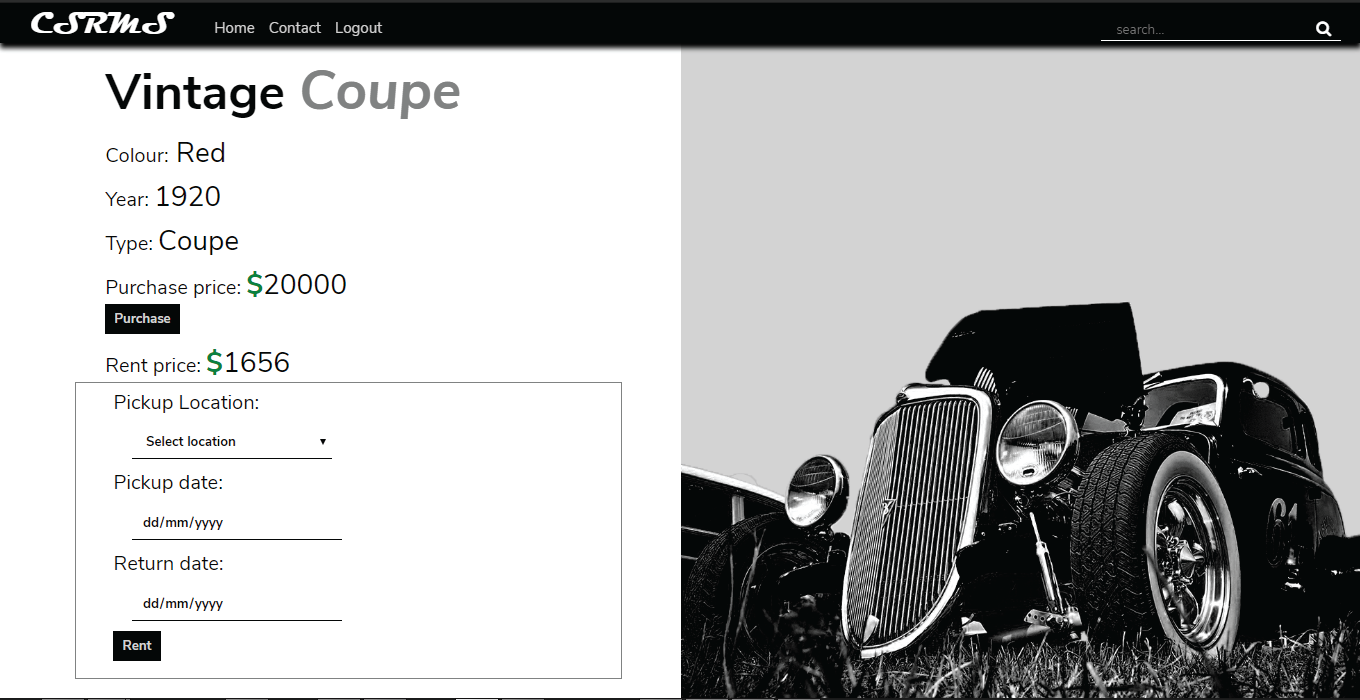 CSRMS Home Contact Logout search...
Vintage Coupe
Colour: Red
Year: 1920
Type: Coupe
Purchase price: $20000
Purchase
Rent price: $1656
Pickup Location:
Select location ▼
Pickup date:
dd/mm/yyyy
Return date:
dd/mm/yyyy
Rent
61